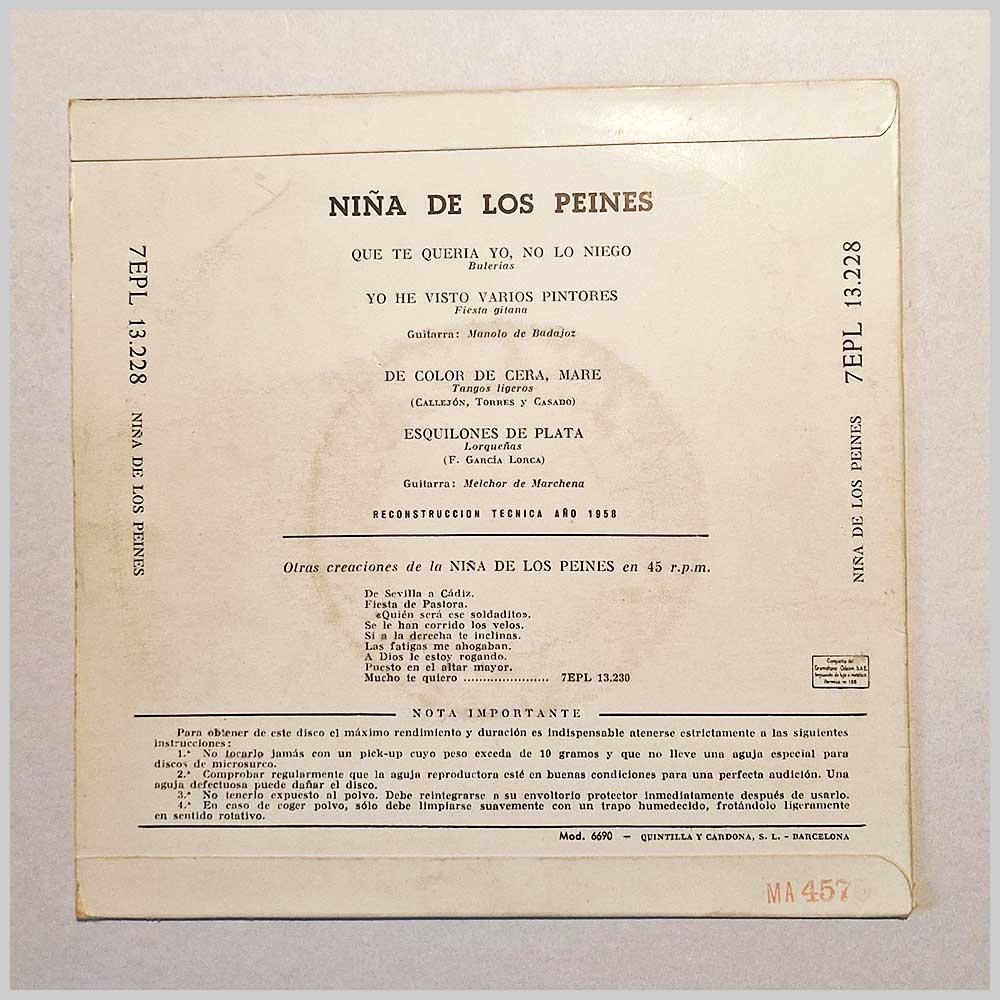 NIÑA DE LOS PEINES
QUE TE QUERIA YO, NO LO NIEGO
Bulerías
YO HE VISTO VARIOS PINTORES
Fiesta gitana
Guitarra: Manolo de Badajoz
DE COLOR DE CERA, MARE
Tangos ligeros
(CALLEJÓN, TORRES Y CASADO)
ESQUILONES DE PLATA
Lorqueñas
(F. GARCÍA LORCA)
Guitarra: Melchor de Marchena
RECONSTRUCCION TECNICA AÑO 1958
7EPL 13.228 NIÑA DE LOS PEINES
NIÑA DE LOS PEINES 7EPL 13.228
Otras creaciones de la NIÑA DE LOS PEINES en 45 r.p.m.
De Sevilla a Cádiz.
Fiesta de Pastora.
«Quién será ese soldadito».
Se le han corrido los velos.
Si a la derecha te inclinas.
Las fatigas me ahogaban.
A Dios le estoy rogando.
Puesto en el altar mayor.
Mucho te quiero ...................... 7EPL 13.230
Compañía del
Gramófono Odeon. S.A.E.
Impuesto de lujo a metálico
NOTA IMPORTANTE
Para obtener de este disco el máximo rendimiento y duración es indispensable atenerse estrictamente a las siguientes
instrucciones:
1.ª No tocarlo jamás con un pick-up cuyo peso exceda de 10 gramos y que no lleve una aguja especial para
discos de microsurco.
2.ª Comprobar regularmente que la aguja reproductora esté en buenas condiciones para una perfecta audición. Una
aguja defectuosa puede dañar el disco.
3.ª No tenerlo expuesto al polvo. Debe reintegrarse a su envoltorio protector inmediatamente después de usarlo.
4.ª En caso de coger polvo, sólo debe limpiarse suavemente con un trapo humedecido, frotándolo ligeramente
en sentido rotativo.
Mod. 6690 — QUINTILLA Y CARDONA, S. L. - BARCELONA
MA 457